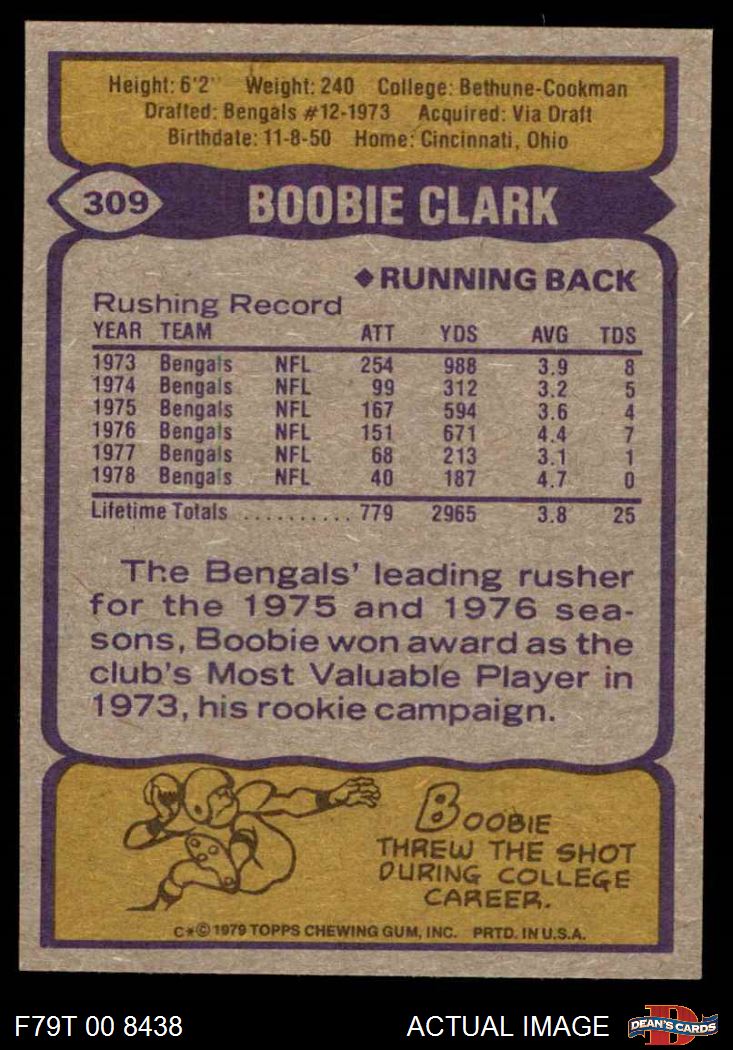 Height: 6'2" Weight: 240 College: Bethune-Cookman
Drafted: Bengals #12-1973 Acquired: Via Draft
Birthdate: 11-8-50 Home: Cincinnati, Ohio
309 BOOBIE CLARK
◆RUNNING BACK
Rushing Record
YEAR TEAM ATT YDS AVG TDS
1973 Bengals NFL 254 988 3.9 8
1974 Bengals NFL 99 312 3.2 5
1975 Bengals NFL 167 594 3.6 4
1976 Bengals NFL 151 671 4.4 7
1977 Bengals NFL 68 213 3.1 1
1978 Bengals NFL 40 187 4.7 0
Lifetime Totals .......... 779 2965 3.8 25
The Bengals' leading rusher
for the 1975 and 1976 sea-
sons, Boobie won award as the
club's Most Valuable Player in
1973, his rookie campaign.
BOOBIE
THREW THE SHOT
DURING COLLEGE
CAREER.
C*© 1979 TOPPS CHEWING GUM, INC. PRTD. IN U.S.A.
F79T 00 8438 ACTUAL IMAGE D DEAN'S CARDS